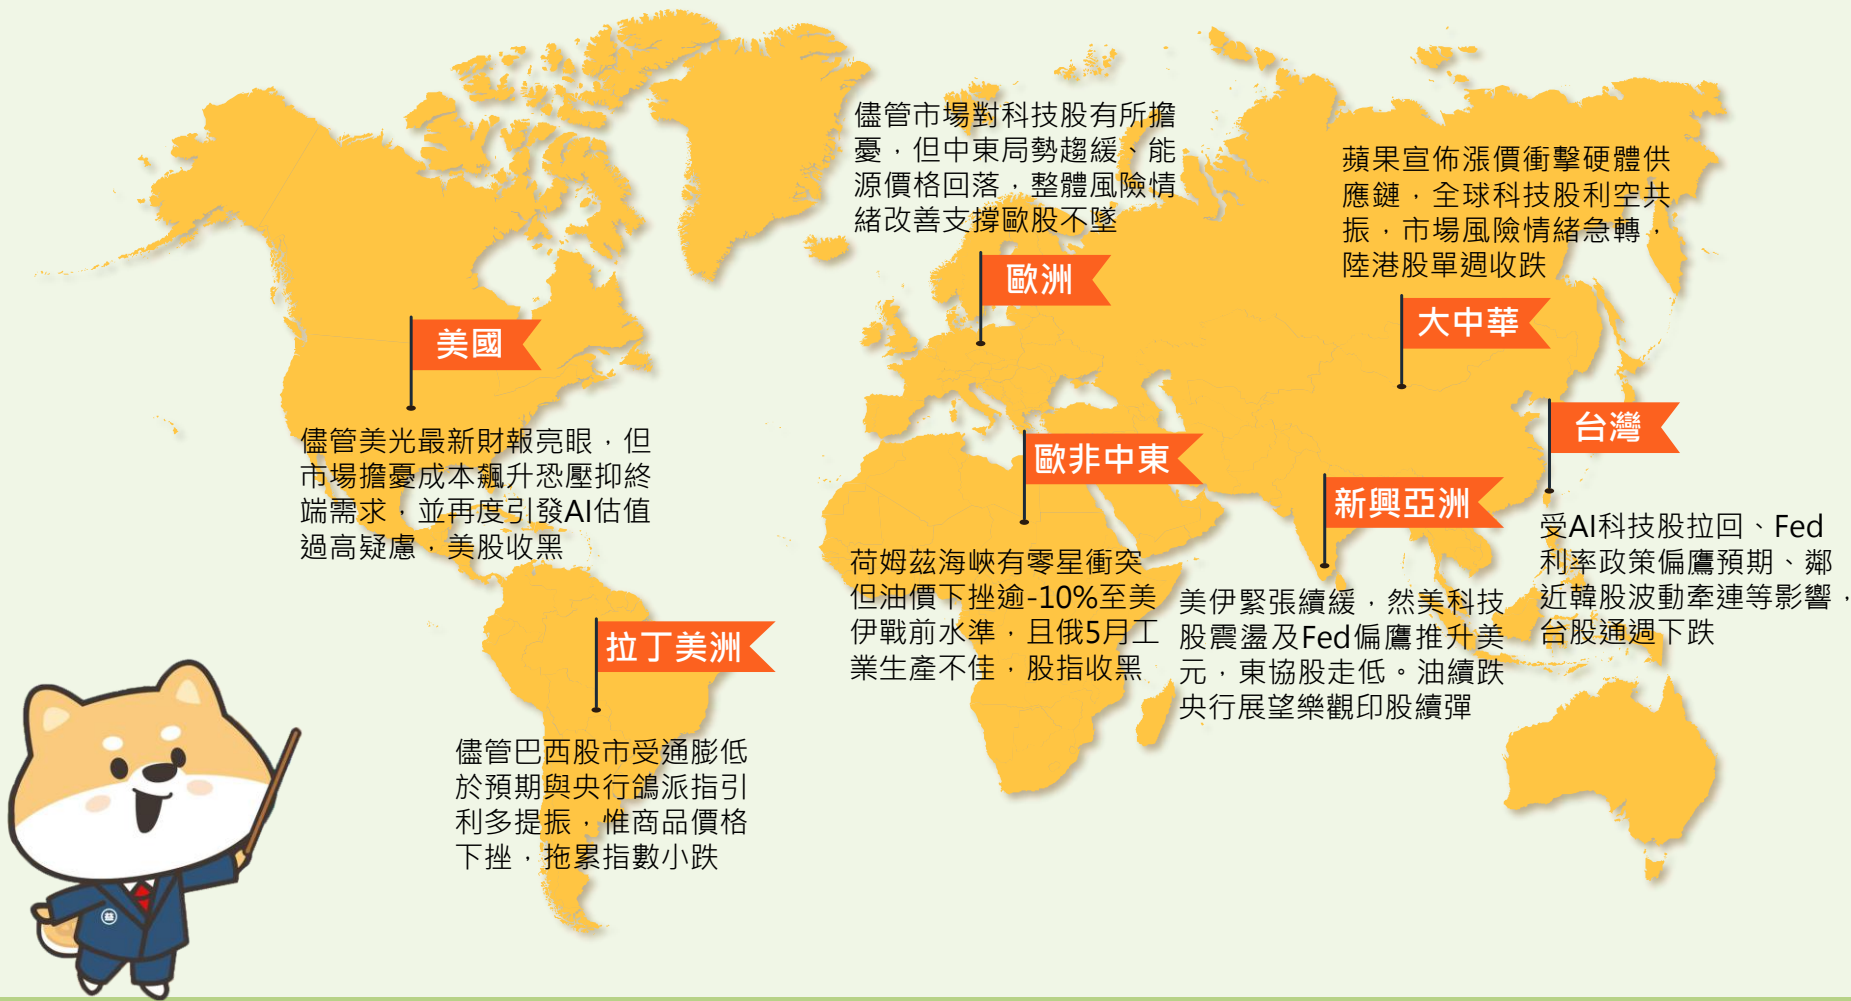 儘管市場對科技股有所擔
憂，但中東局勢趨緩、能
源價格回落，整體風險情
緒改善支撐歐股不墜
歐洲
蘋果宣佈漲價衝擊硬體供
應鏈，全球科技股利空共
振，市場風險情緒急轉，
陸港股單週收跌
大中華
美國
儘管美光最新財報亮眼，但
市場擔憂成本飆升恐壓抑終
端需求，並再度引發AI估值
過高疑慮，美股收黑
歐非中東
荷姆茲海峽有零星衝突
但油價下挫逾-10%至美
伊戰前水準，且俄5月工
業生產不佳，股指收黑
新興亞洲
美伊緊張續緩，然美科技
股震盪及Fed偏鷹推升美
元，東協股走低。油續跌
央行展望樂觀印股續彈
台灣
受AI科技股拉回、Fed
利率政策偏鷹預期、鄰
近韓股波動牽連等影響，
台股通週下跌
拉丁美洲
儘管巴西股市受通膨低
於預期與央行鴿派指引
利多提振，惟商品價格
下挫，拖累指數小跌
益